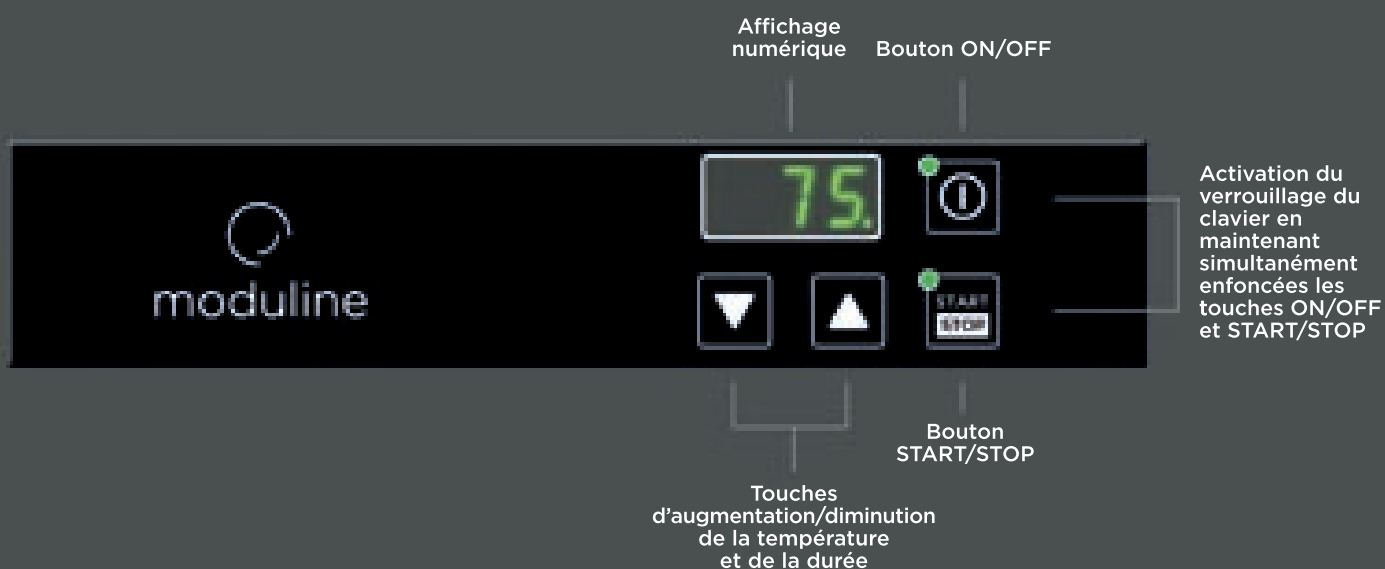 Affichage
numérique
Bouton ON/OFF
75.
moduline
START
STOP
Activation du
verrouillage du
clavier en
maintenant
simultanément
enfoncées les
touches ON/OFF
et START/STOP
Bouton
START/STOP
Touches
d’augmentation/diminution
de la température
et de la durée